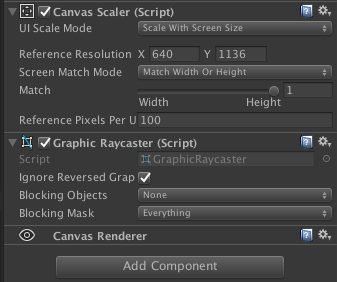 Canvas Scaler (Script)
UI Scale Mode Scale With Screen Size
Reference Resolution X 640 Y 1136
Screen Match Mode Match Width Or Height
Match 1
Width Height
Reference Pixels Per U 100
Graphic Raycaster (Script)
Script GraphicRaycaster
Ignore Reversed Grap
Blocking Objects None
Blocking Mask Everything
Canvas Renderer
Add Component